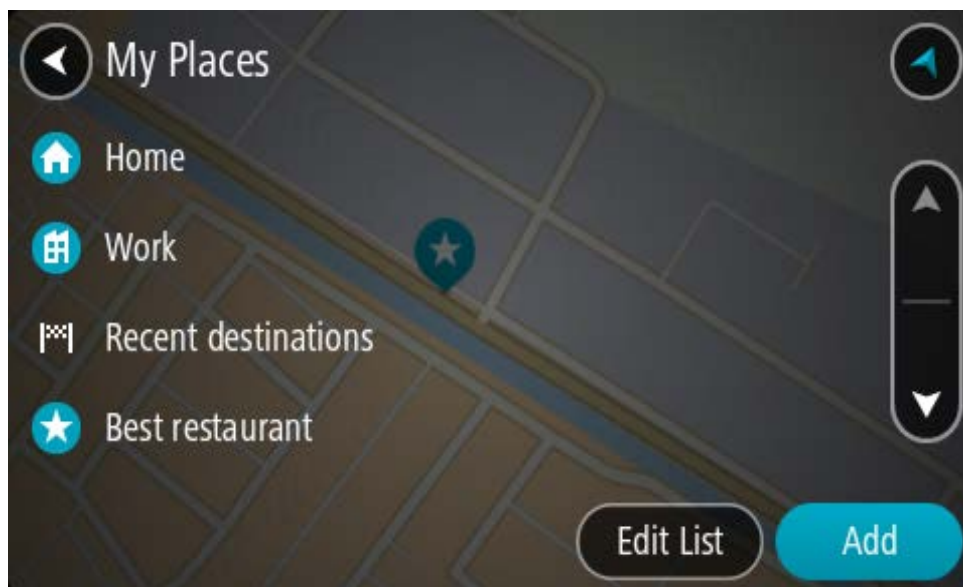 My Places
Home
Work
Recent destinations
Best restaurant
Edit List
Add